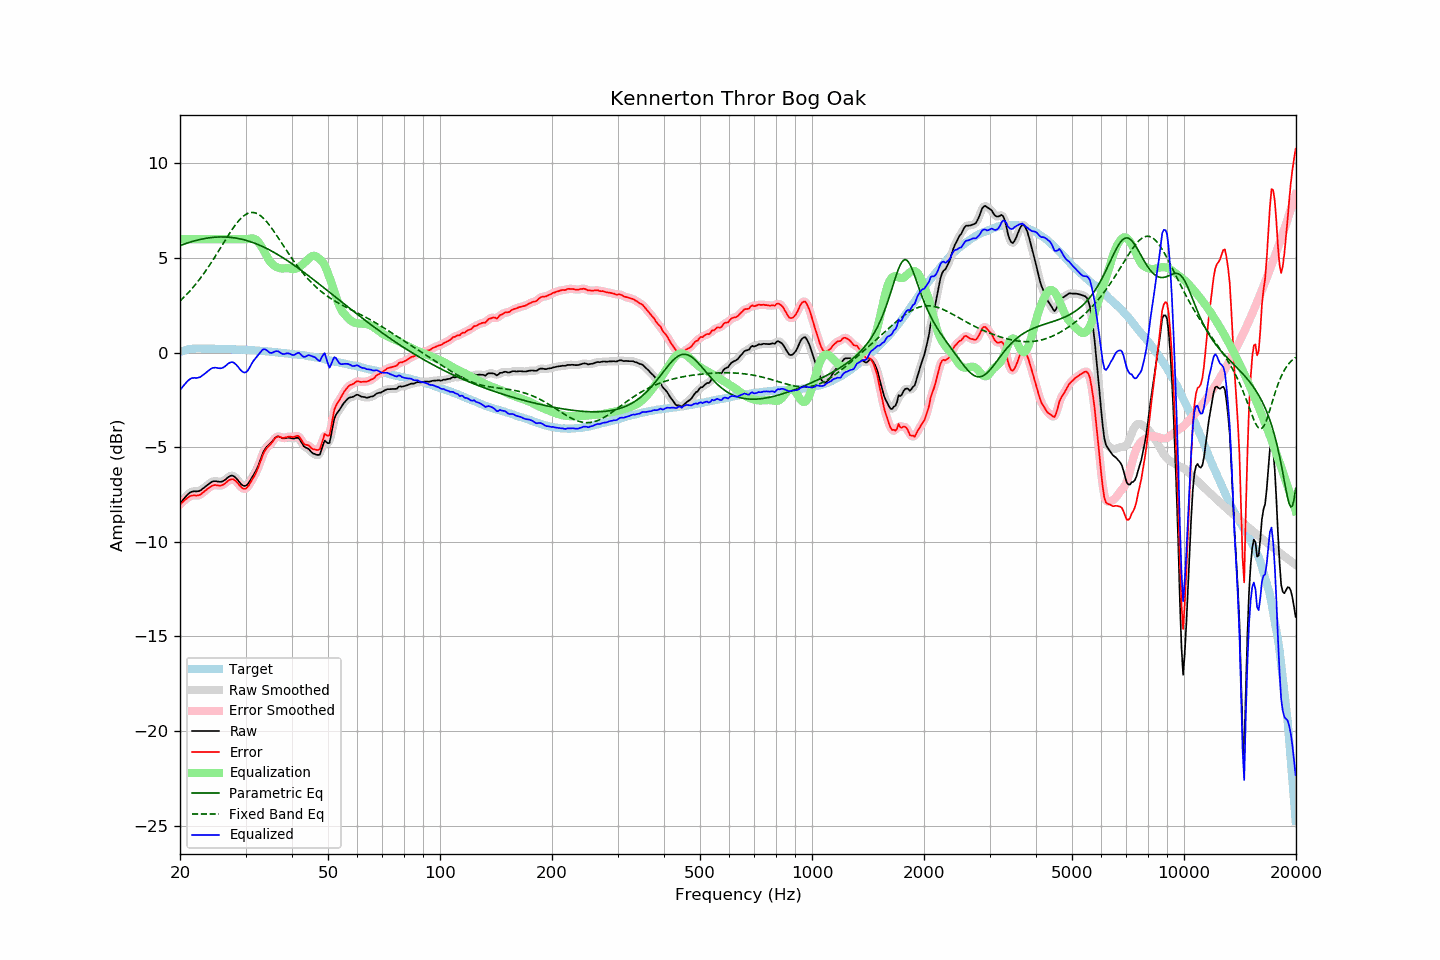 Kennerton Thror Bog Oak
Amplitude (dBr)
10
5
0
−5
−10
−15
−20
−25
Target
Raw Smoothed
Error Smoothed
Raw
Error
Equalization
Parametric Eq
Fixed Band Eq
Equalized
20 50 100 200 500 1000 2000 5000 10000 20000
Frequency (Hz)